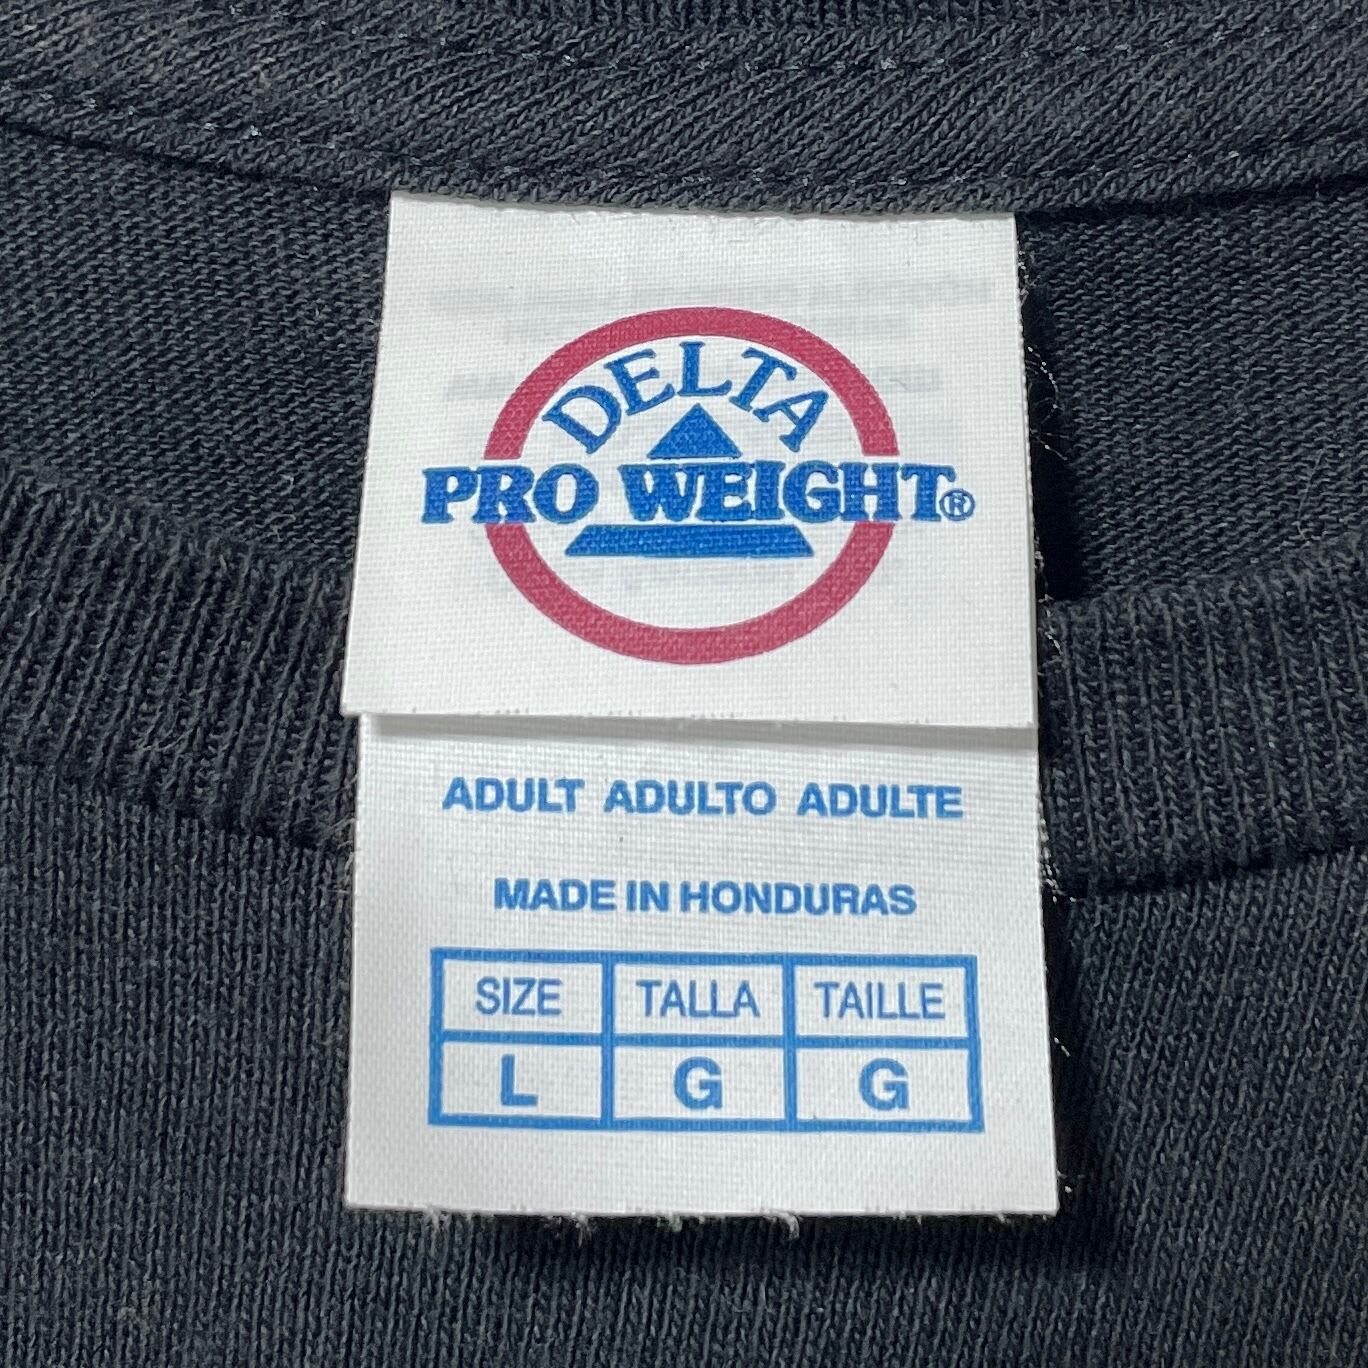 DELTA
PRO WEIGHT®
ADULT ADULTO ADULTE
MADE IN HONDURAS
SIZE TALLA TAILLE
L G G